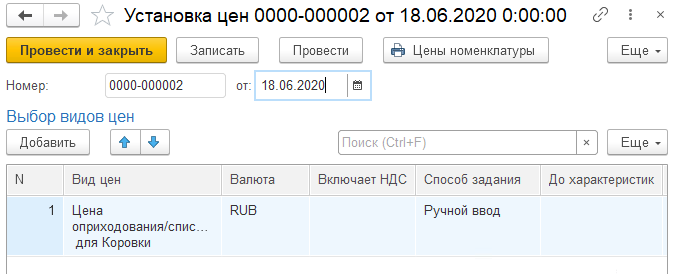 Установка цен 0000-000002 от 18.06.2020 0:00:00
Провести и закрыть Записать Провести Цены номенклатуры Еще
Номер: 0000-000002 от: 18.06.2020
Выбор видов цен
Добавить Поиск (Ctrl+F) × Еще
N Вид цен Валюта Включает НДС Способ задания До характеристик
1 Цена RUB Ручной ввод
оприходования/спис...
для Коровки